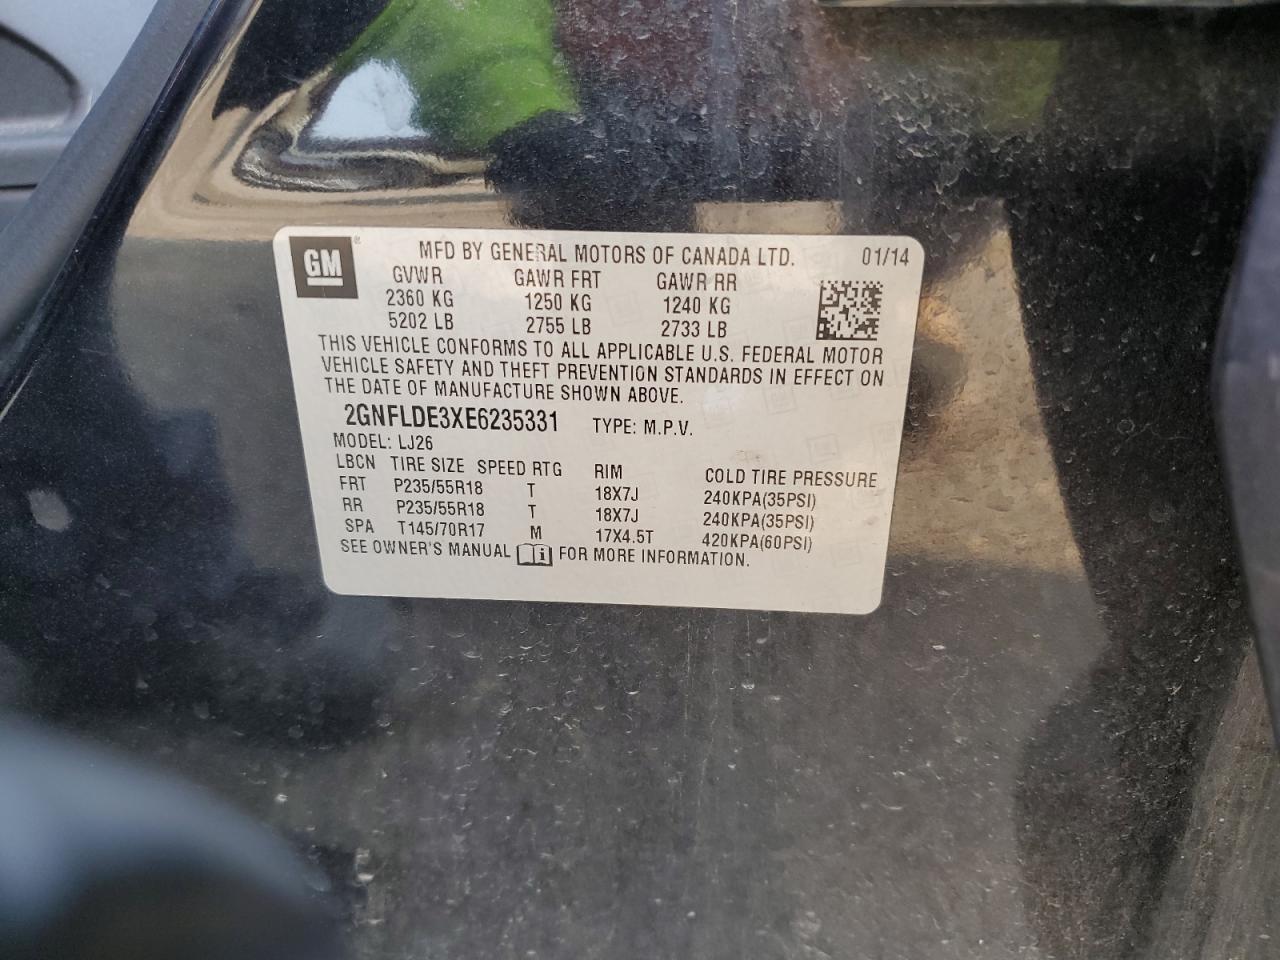 GM ® MFD BY GENERAL MOTORS OF CANADA LTD. 01/14
GVWR GAWR FRT GAWR RR
2360 KG 1250 KG 1240 KG
5202 LB 2755 LB 2733 LB
THIS VEHICLE CONFORMS TO ALL APPLICABLE U.S. FEDERAL MOTOR
VEHICLE SAFETY AND THEFT PREVENTION STANDARDS IN EFFECT ON
THE DATE OF MANUFACTURE SHOWN ABOVE.
2GNFLDE3XE6235331 TYPE: M.P.V.
MODEL: LJ26
LBCN TIRE SIZE SPEED RTG RIM COLD TIRE PRESSURE
FRT P235/55R18 T 18X7J 240KPA(35PSI)
RR P235/55R18 T 18X7J 240KPA(35PSI)
SPA T145/70R17 M 17X4.5T 420KPA(60PSI)
SEE OWNER'S MANUAL i FOR MORE INFORMATION.